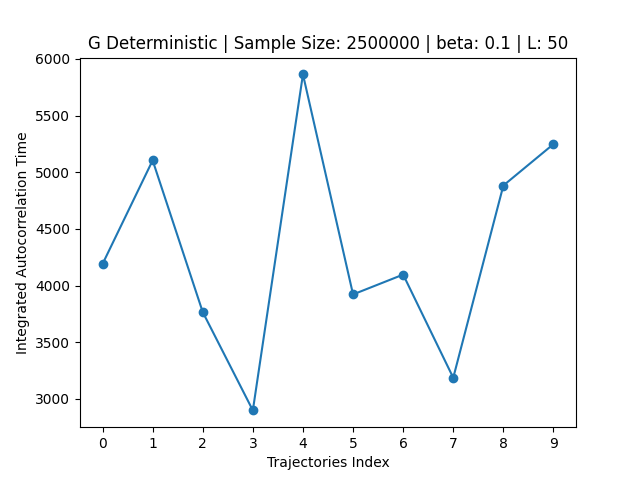 G Deterministic | Sample Size: 2500000 | beta: 0.1 | L: 50
Integrated Autocorrelation Time
6000
5500
5000
4500
4000
3500
3000
0 1 2 3 4 5 6 7 8 9
Trajectories Index